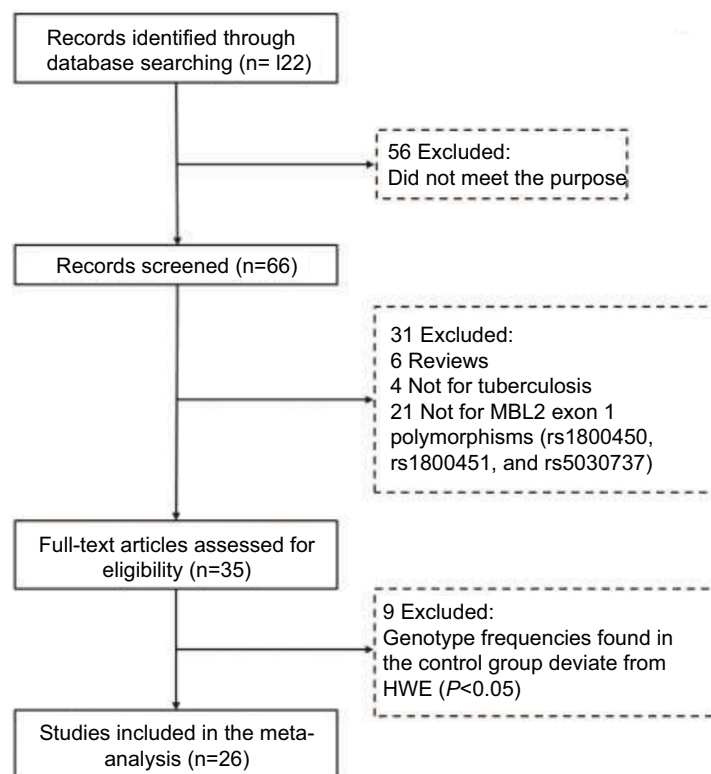 Records identified through
database searching (n= l22)
56 Excluded:
Did not meet the purpose
Records screened (n=66)
31 Excluded:
6 Reviews
4 Not for tuberculosis
21 Not for MBL2 exon 1
polymorphisms (rs1800450,
rs1800451, and rs5030737)
Full-text articles assessed for
eligibility (n=35)
9 Excluded:
Genotype frequencies found in
the control group deviate from
HWE (P<0.05)
Studies included in the meta-
analysis (n=26)